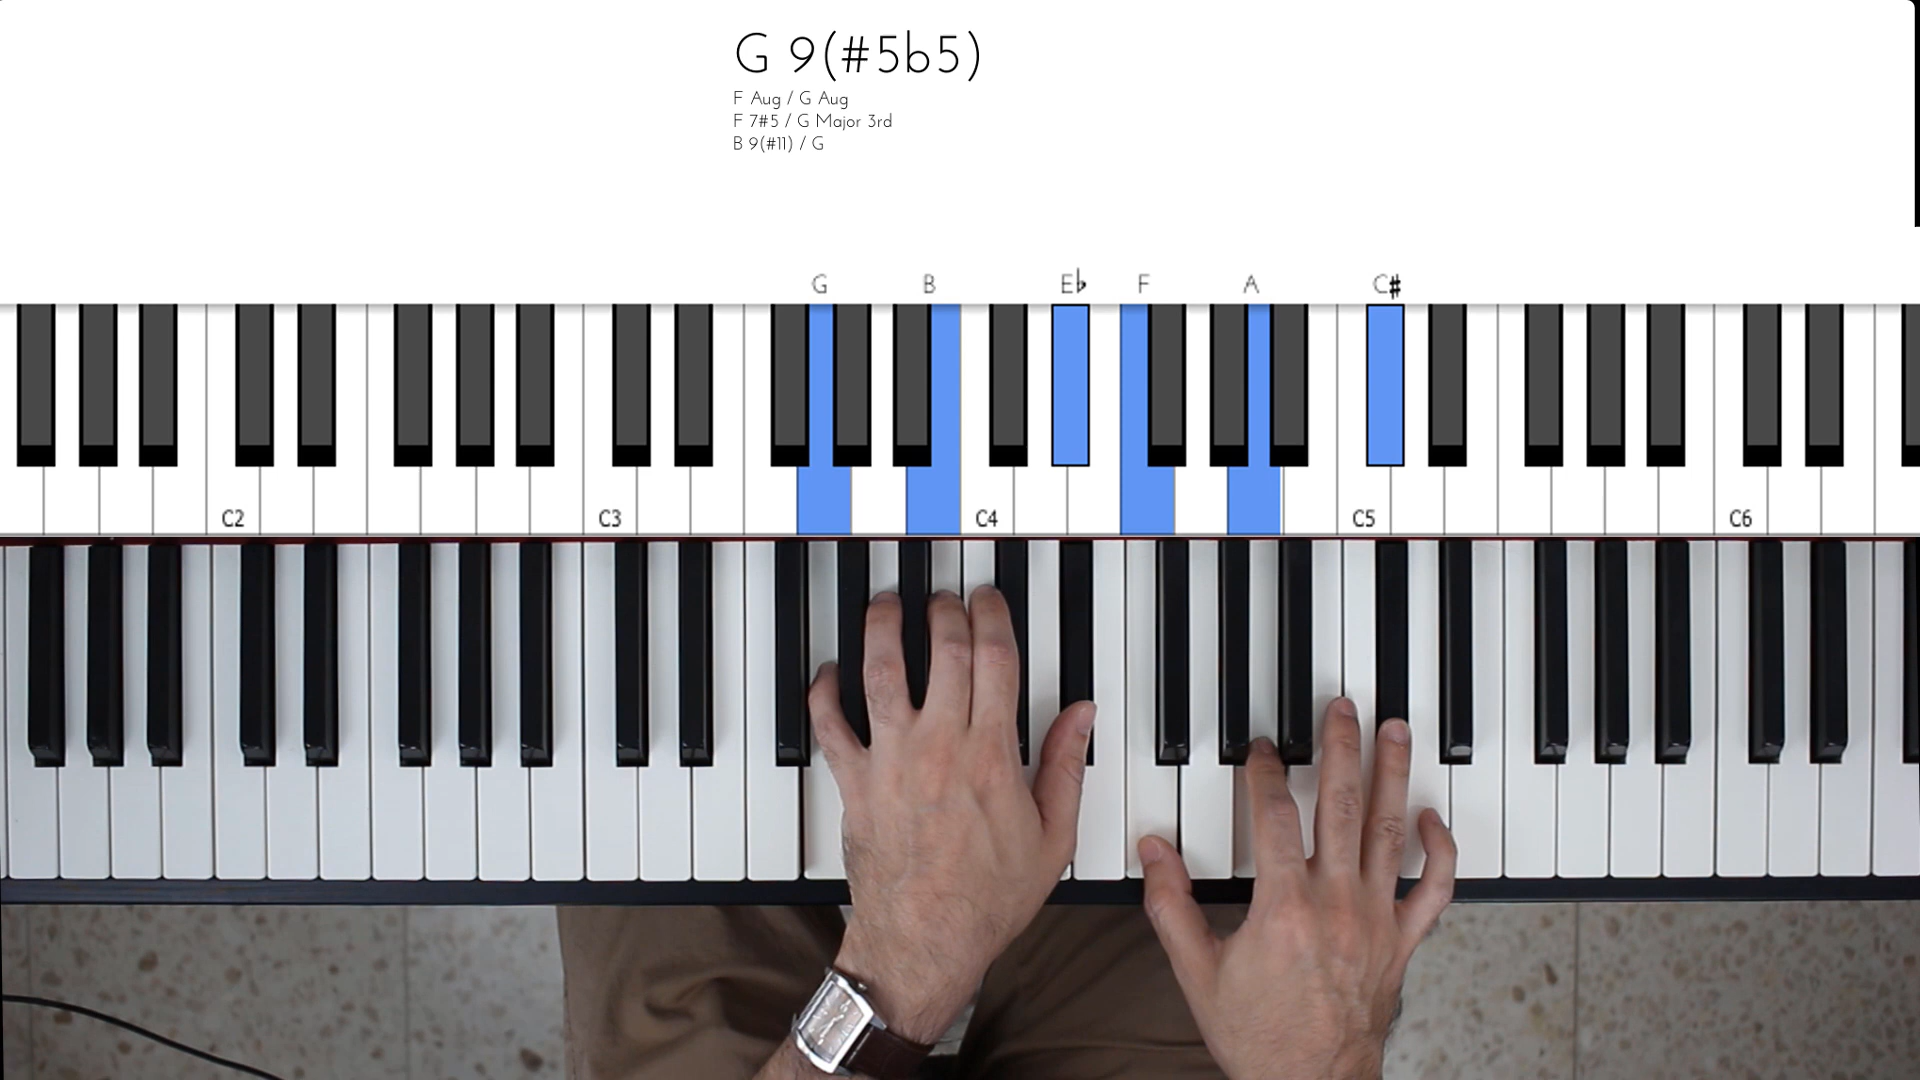 G 9(#5b5)
F Aug / G Aug
F 7#5 / G Major 3rd
B 9(#11) / G
G B E♭ F A C♯
C2 C3 C4 C5 C6